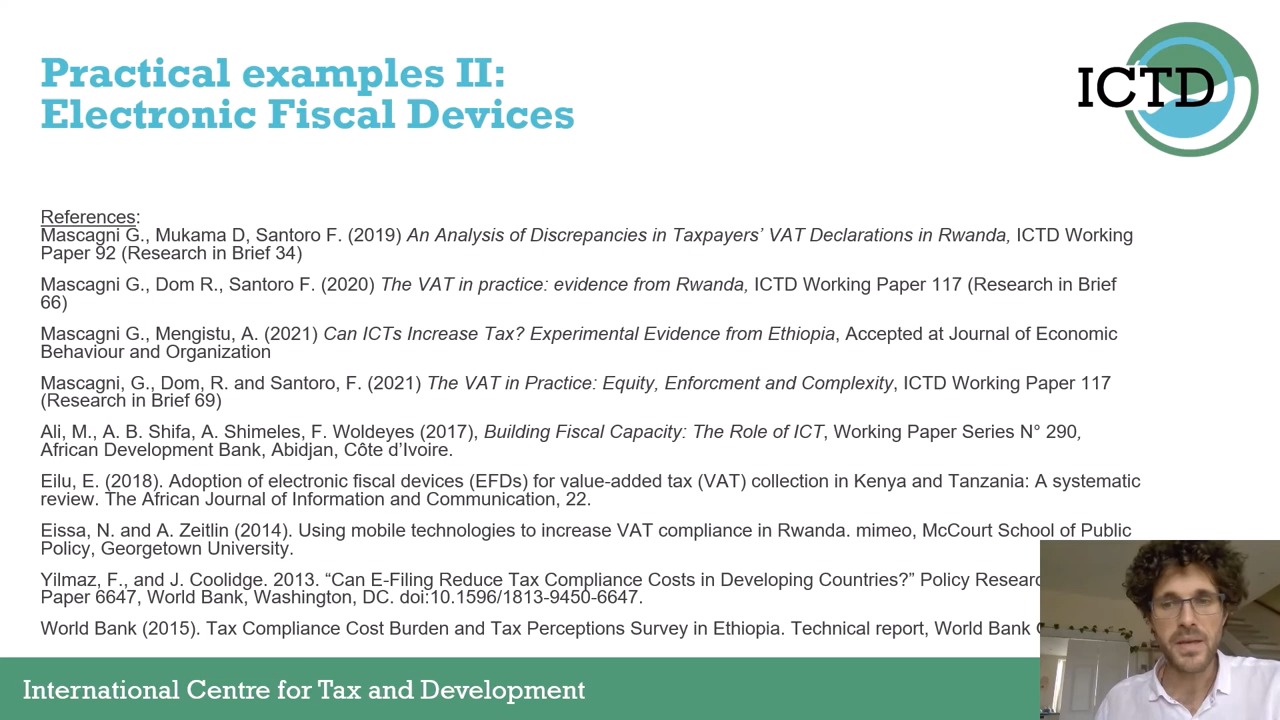 Practical examples II:
Electronic Fiscal Devices
ICTD
References:
Mascagni G., Mukama D, Santoro F. (2019) An Analysis of Discrepancies in Taxpayers’ VAT Declarations in Rwanda, ICTD Working
Paper 92 (Research in Brief 34)
Mascagni G., Dom R., Santoro F. (2020) The VAT in practice: evidence from Rwanda, ICTD Working Paper 117 (Research in Brief
66)
Mascagni G., Mengistu, A. (2021) Can ICTs Increase Tax? Experimental Evidence from Ethiopia, Accepted at Journal of Economic
Behaviour and Organization
Mascagni, G., Dom, R. and Santoro, F. (2021) The VAT in Practice: Equity, Enforcment and Complexity, ICTD Working Paper 117
(Research in Brief 69)
Ali, M., A. B. Shifa, A. Shimeles, F. Woldeyes (2017), Building Fiscal Capacity: The Role of ICT, Working Paper Series N° 290,
African Development Bank, Abidjan, Côte d’Ivoire.
Eilu, E. (2018). Adoption of electronic fiscal devices (EFDs) for value-added tax (VAT) collection in Kenya and Tanzania: A systematic
review. The African Journal of Information and Communication, 22.
Eissa, N. and A. Zeitlin (2014). Using mobile technologies to increase VAT compliance in Rwanda. mimeo, McCourt School of Public
Policy, Georgetown University.
Yilmaz, F., and J. Coolidge. 2013. “Can E-Filing Reduce Tax Compliance Costs in Developing Countries?” Policy
Paper 6647, World Bank, Washington, DC. doi:10.1596/1813-9450-6647.
World Bank (2015). Tax Compliance Cost Burden and Tax Perceptions Survey in Ethiopia. Technical report, World Bank
International Centre for Tax and Development